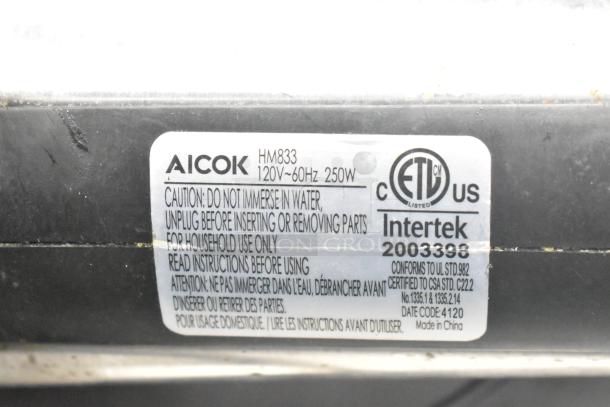 AICOK HM833
120V~60Hz 250W
CAUTION: DO NOT IMMERSE IN WATER,
UNPLUG BEFORE INSERTING OR REMOVING PARTS
FOR HOUSEHOLD USE ONLY
READ INSTRUCTIONS BEFORE USING
ATTENTION: NE PAS IMMERGER DANS L'EAU, DÉBRANCHER AVANT
D'INSÉRER OU RETIRER DES PARTIES.
POUR USAGE DOMESTIQUE. / LIRE LES INSTRUCTIONS AVANT D'UTILISER.
C ETL CM US
LISTED
Intertek
2003398
CONFORMS TO UL STD.982
CERTIFIED TO CSA STD. C22.2
No.1335.1 & 1335.2.14
DATE CODE: 4120
Made in China